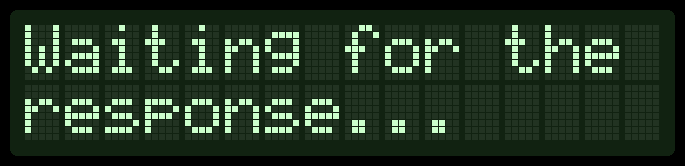 Waiting for the
response...